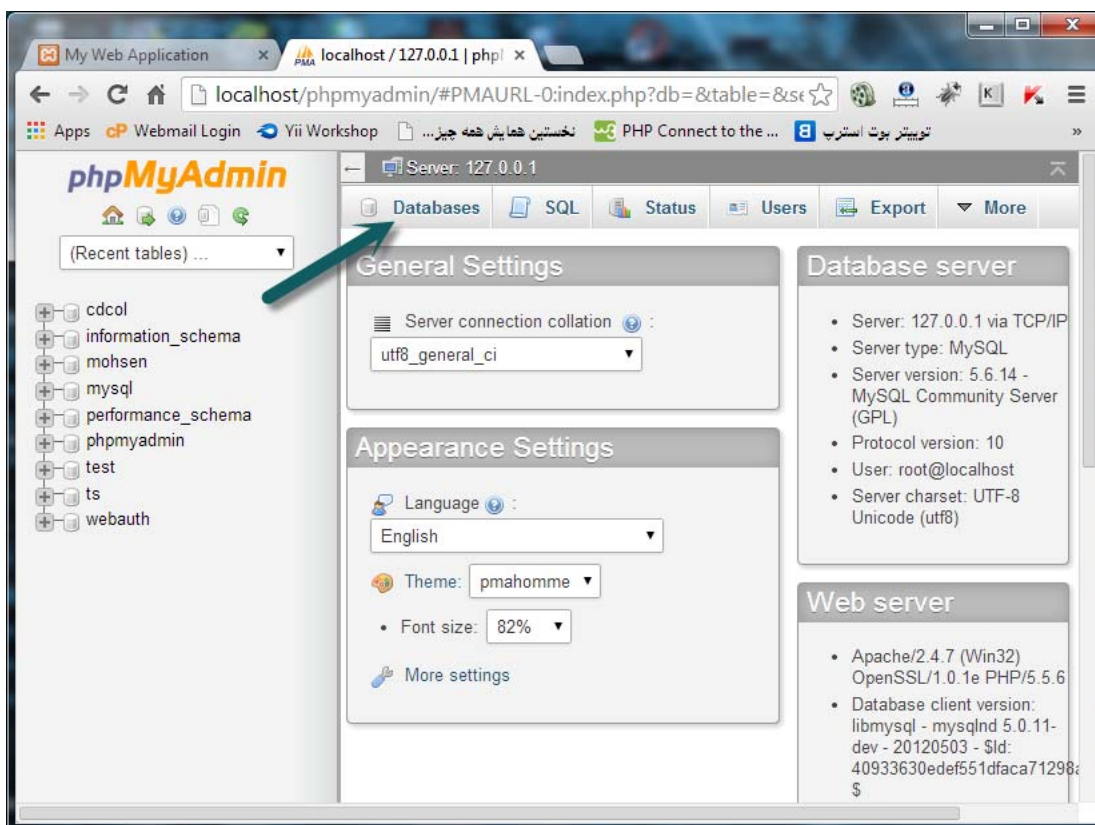 My Web Application
localhost / 127.0.0.1 | phpl
localhost/phpmyadmin/#PMAURL-0:index.php?db=&table=&se
Apps cP Webmail Login Yii Workshop نخستین همایش همه چیز... PHP Connect to the ... B توییتر بوت استرپ »
phpMyAdmin
Server: 127.0.0.1
Databases SQL Status Users Export More
(Recent tables) ...
cdcol
information_schema
mohsen
mysql
performance_schema
phpmyadmin
test
ts
webauth
General Settings
Server connection collation :
utf8_general_ci
Appearance Settings
Language :
English
Theme: pmahomme
• Font size: 82%
More settings
Database server
• Server: 127.0.0.1 via TCP/IP
• Server type: MySQL
• Server version: 5.6.14 -
MySQL Community Server
(GPL)
• Protocol version: 10
• User: root@localhost
• Server charset: UTF-8
Unicode (utf8)
Web server
• Apache/2.4.7 (Win32)
OpenSSL/1.0.1e PHP/5.5.6
• Database client version:
libmysql - mysqlnd 5.0.11-
dev - 20120503 - $Id:
40933630edef551dfaca71298a
$